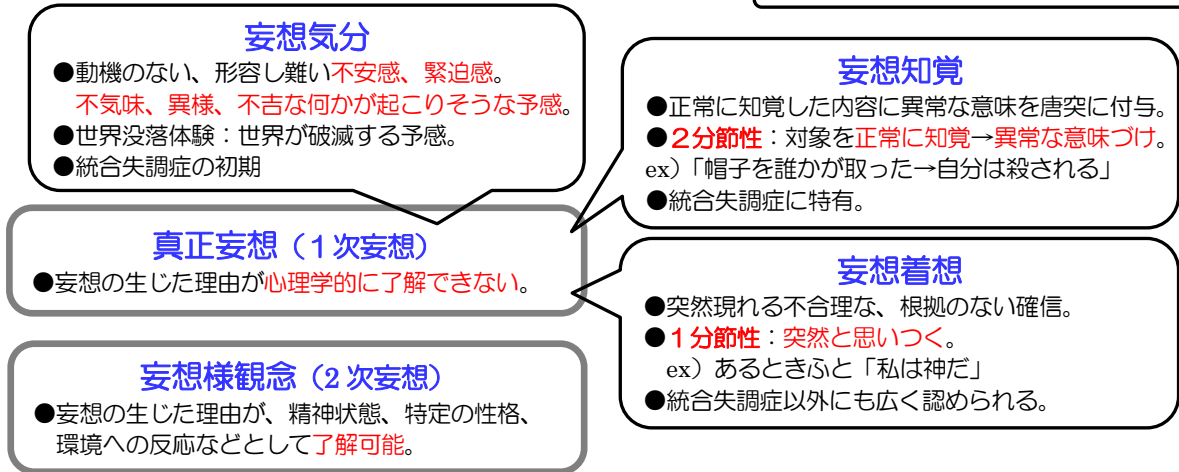 妄想気分
●動機のない、形容し難い不安感、緊迫感。
不気味、異様、不吉な何かが起こりそうな予感。
●世界没落体験：世界が破滅する予感。
●統合失調症の初期
妄想知覚
●正常に知覚した内容に異常な意味を唐突に付与。
●２分節性：対象を正常に知覚→異常な意味づけ。
ex）「帽子を誰かが取った→自分は殺される」
●統合失調症に特有。
真正妄想（１次妄想）
●妄想の生じた理由が心理学的に了解できない。
妄想着想
●突然現れる不合理な、根拠のない確信。
●１分節性：突然と思いつく。
ex）あるときふと「私は神だ」
●統合失調症以外にも広く認められる。
妄想様観念（2 次妄想）
●妄想の生じた理由が、精神状態、特定の性格、
環境への反応などとして了解可能。